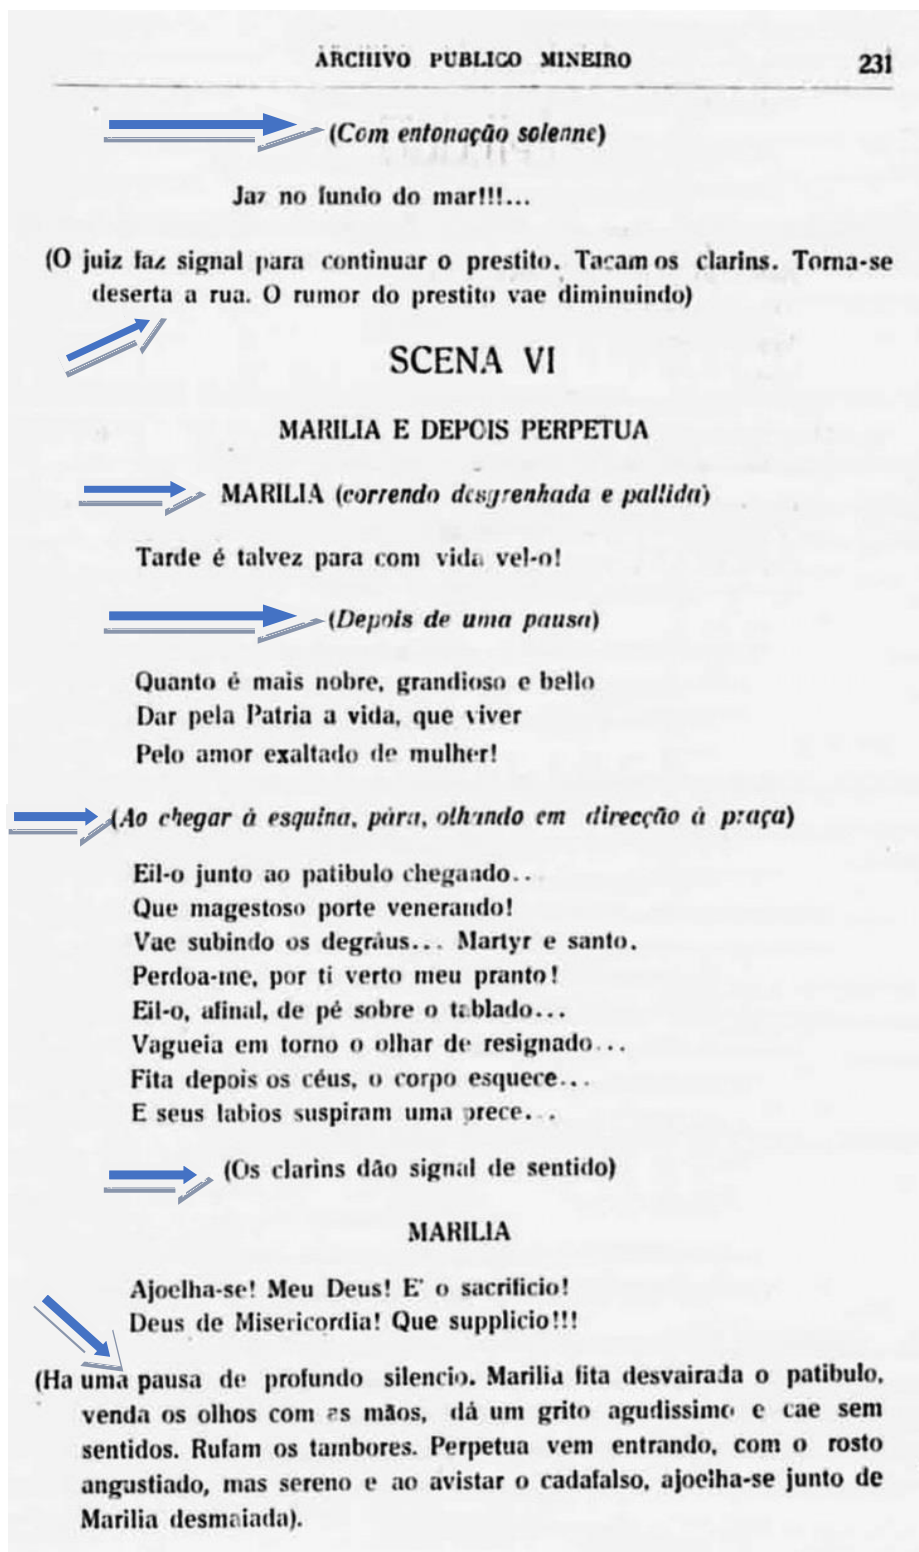 ARCHIVO PUBLICO MINEIRO 231
(Com entonação solenne)
Jaz no fundo do mar!!!...
(O juiz faz signal para continuar o prestito. Tacam os clarins. Torna-se
deserta a rua. O rumor do prestito vae diminuindo)
SCENA VI
MARILIA E DEPOIS PERPETUA
MARILIA (correndo desgrenhada e pallida)
Tarde é talvez para com vida vel-o!
(Depois de uma pausa)
Quanto é mais nobre, grandioso e bello
Dar pela Patria a vida, que viver
Pelo amor exaltado de mulher!
(Ao chegar á esquina, pára, olhando em direcção á praça)
Eil-o junto ao patibulo chegando...
Que magestoso porte venerando!
Vae subindo os degráus... Martyr e santo.
Perdoa-me, por ti verto meu pranto!
Eil-o, afinal, de pé sobre o tablado...
Vagueia em torno o olhar de resignado...
Fita depois os céus, o corpo esquece...
E seus labios suspiram uma prece...
(Os clarins dão signal de sentido)
MARILIA
Ajoelha-se! Meu Deus! E' o sacrificio!
Deus de Misericordia! Que supplicio!!!
(Ha uma pausa de profundo silencio. Marilia fita desvairada o patibulo,
venda os olhos com as mãos, dá um grito agudissimo e cae sem
sentidos. Rufam os tambores. Perpetua vem entrando, com o rosto
angustiado, mas sereno e ao avistar o cadafalso, ajoelha-se junto de
Marilia desmaiada).